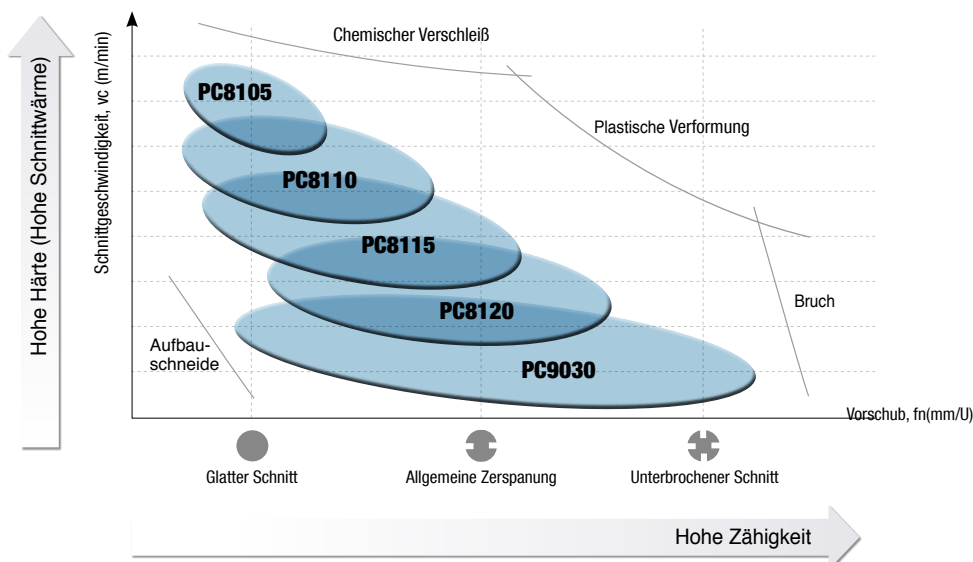 Hohe Härte (Hohe Schnittwärme)
Schnittgeschwindigkeit, vc (m/min)
Chemischer Verschleiß
PC8105
Plastische Verformung
PC8110
PC8115
PC8120
Bruch
Aufbau-
schneide
PC9030
Vorschub, fn(mm/U)
Glatter Schnitt
Allgemeine Zerspanung
Unterbrochener Schnitt
Hohe Zähigkeit